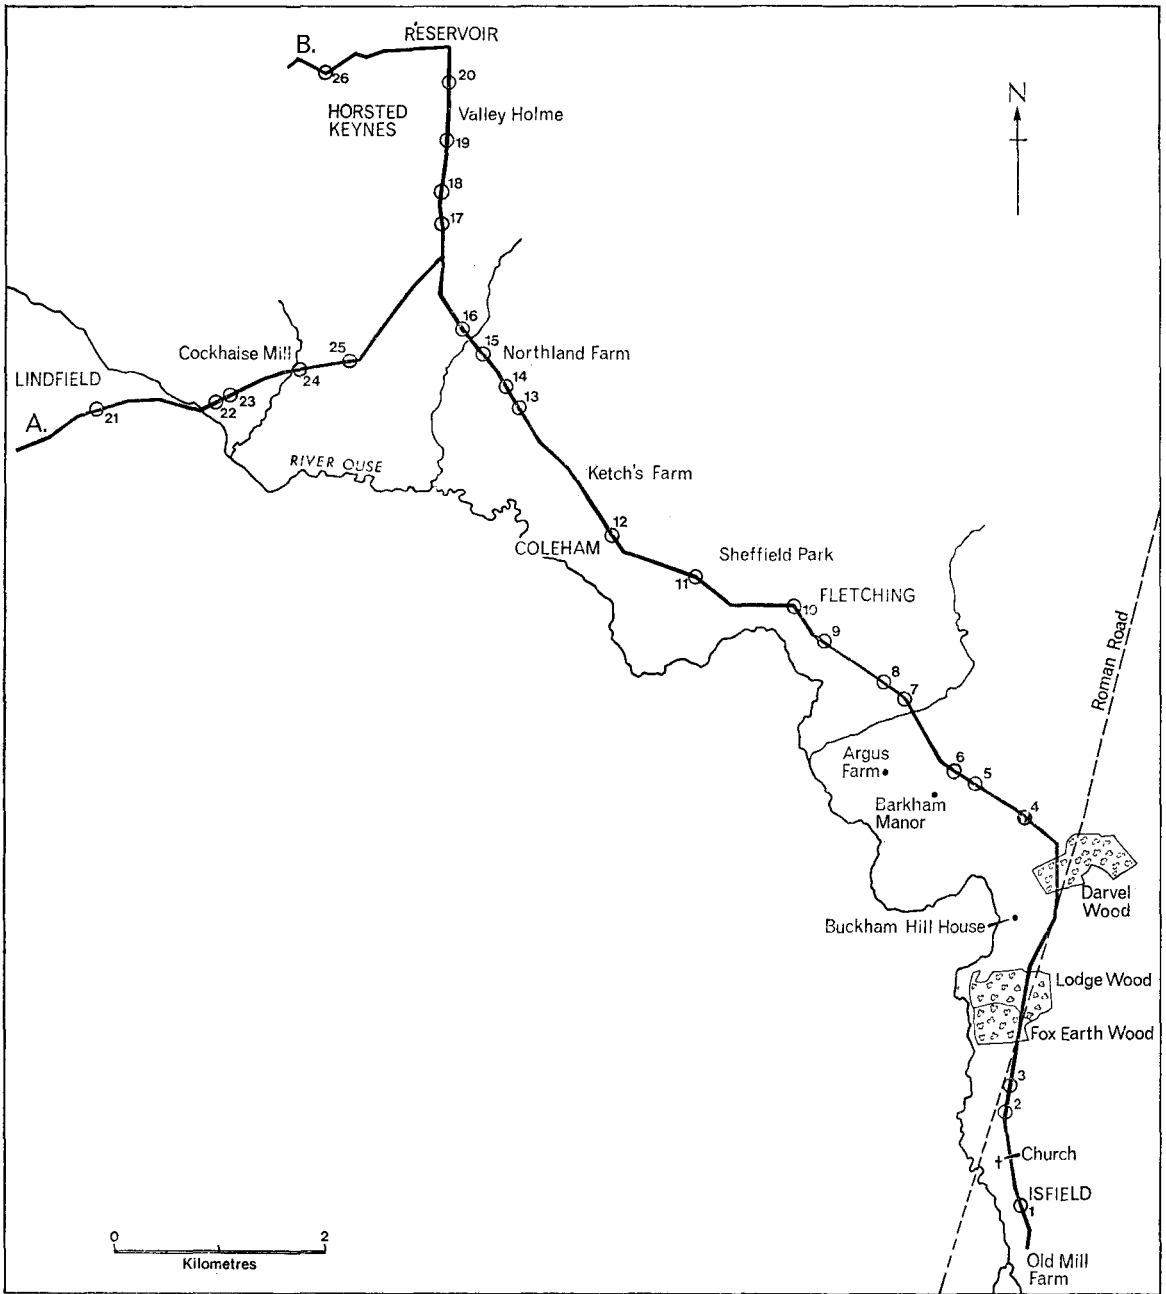 B.
RESERVOIR
26
20
HORSTED
KEYNES
Valley Holme
19
N
18
17
16
15
Northland Farm
Cockhaise Mill
25
24
14
13
LINDFIELD
A.
21
22
23
RIVER OUSE
Ketch's Farm
12
COLEHAM
11
Sheffield Park
10
FLETCHING
9
8
7
Roman Road
Argus
Farm
6
5
Barkham
Manor
4
Darvel
Wood
Buckham Hill House
Lodge Wood
Fox Earth Wood
3
2
Church
ISFIELD
1
0
2
Kilometres
Old Mill
Farm